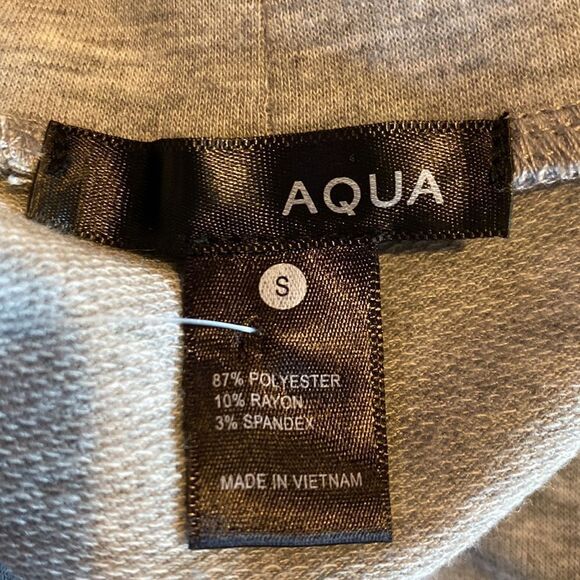 AQUA
S
87% POLYESTER
10% RAYON
3% SPANDEX
MADE IN VIETNAM